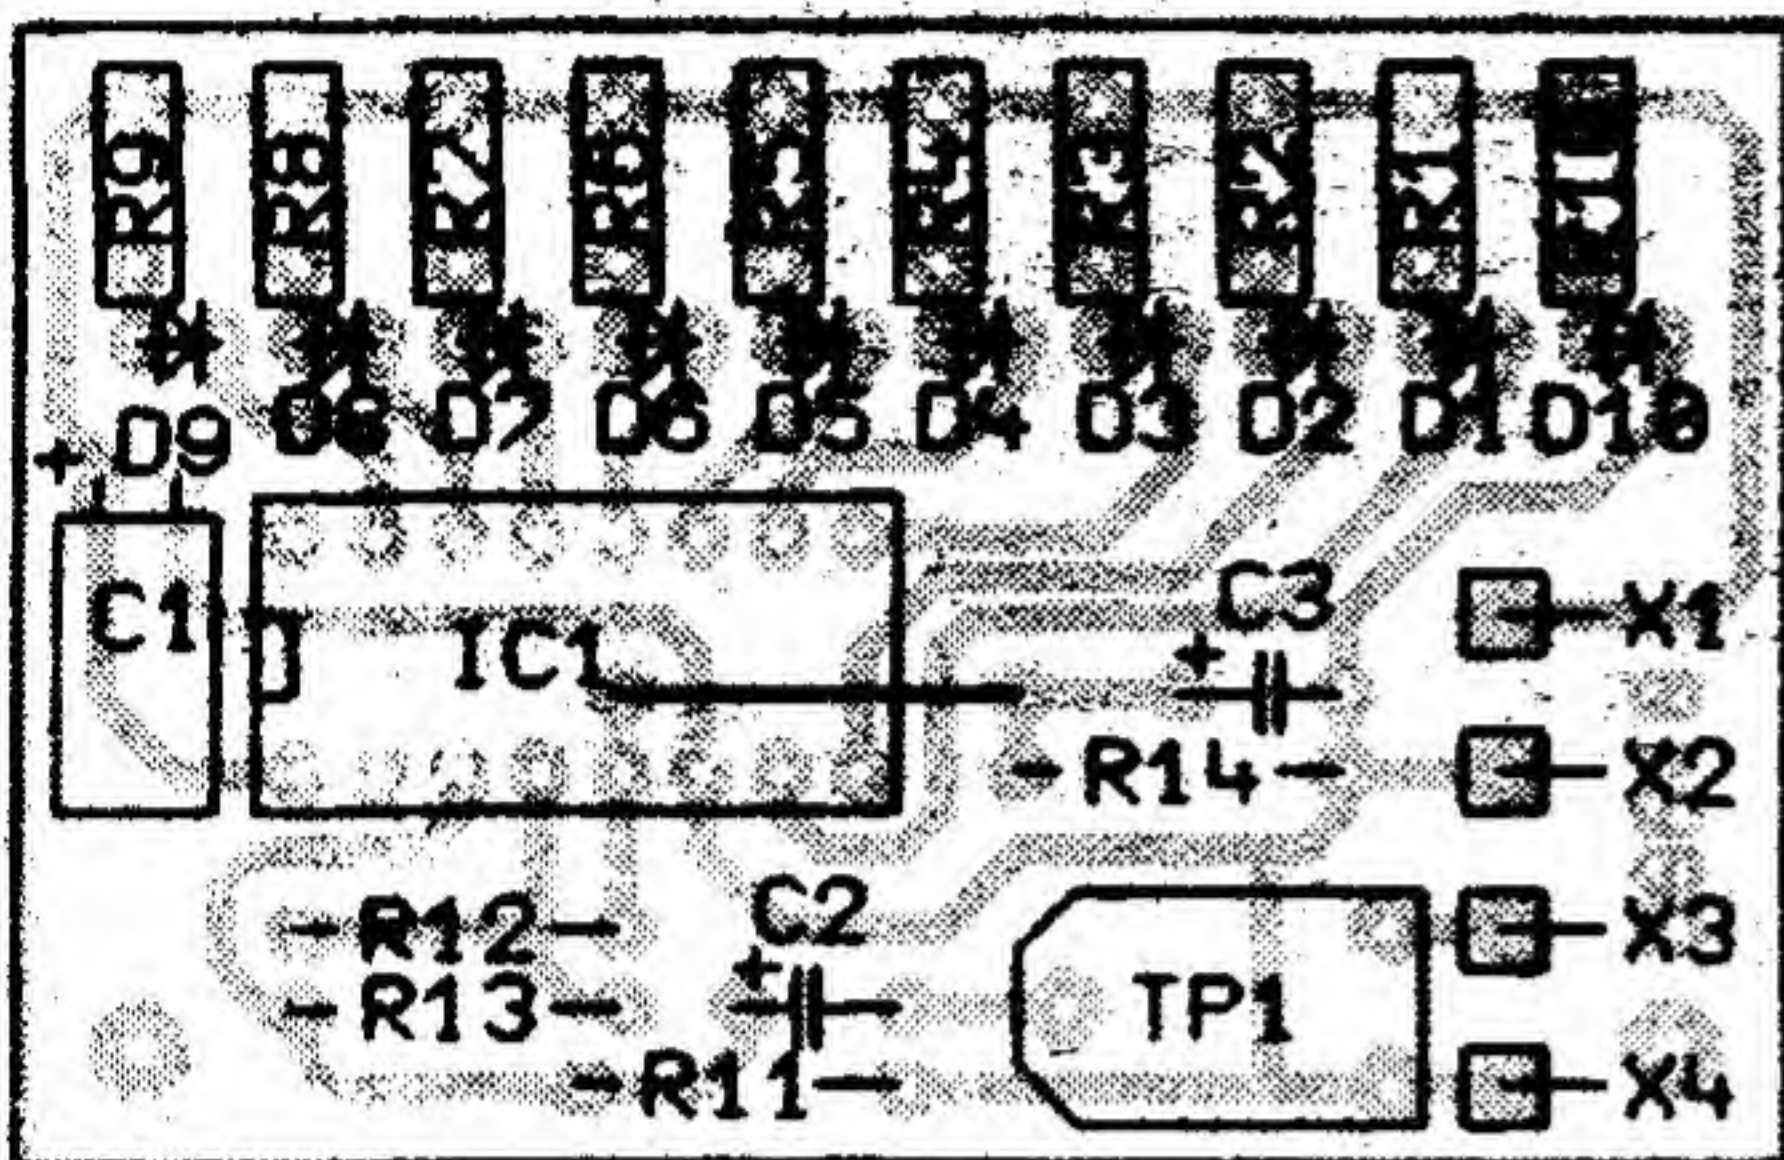 R9 R8 R7 R6 R5 R4 R3 R2 R1 R10
D9 D8 D7 D6 D5 D4 D3 D2 D1 D10
+
C1 IC1 C3 X1
+
R14 X2
R12 C2 X3
+
R13 TP1
R11 X4